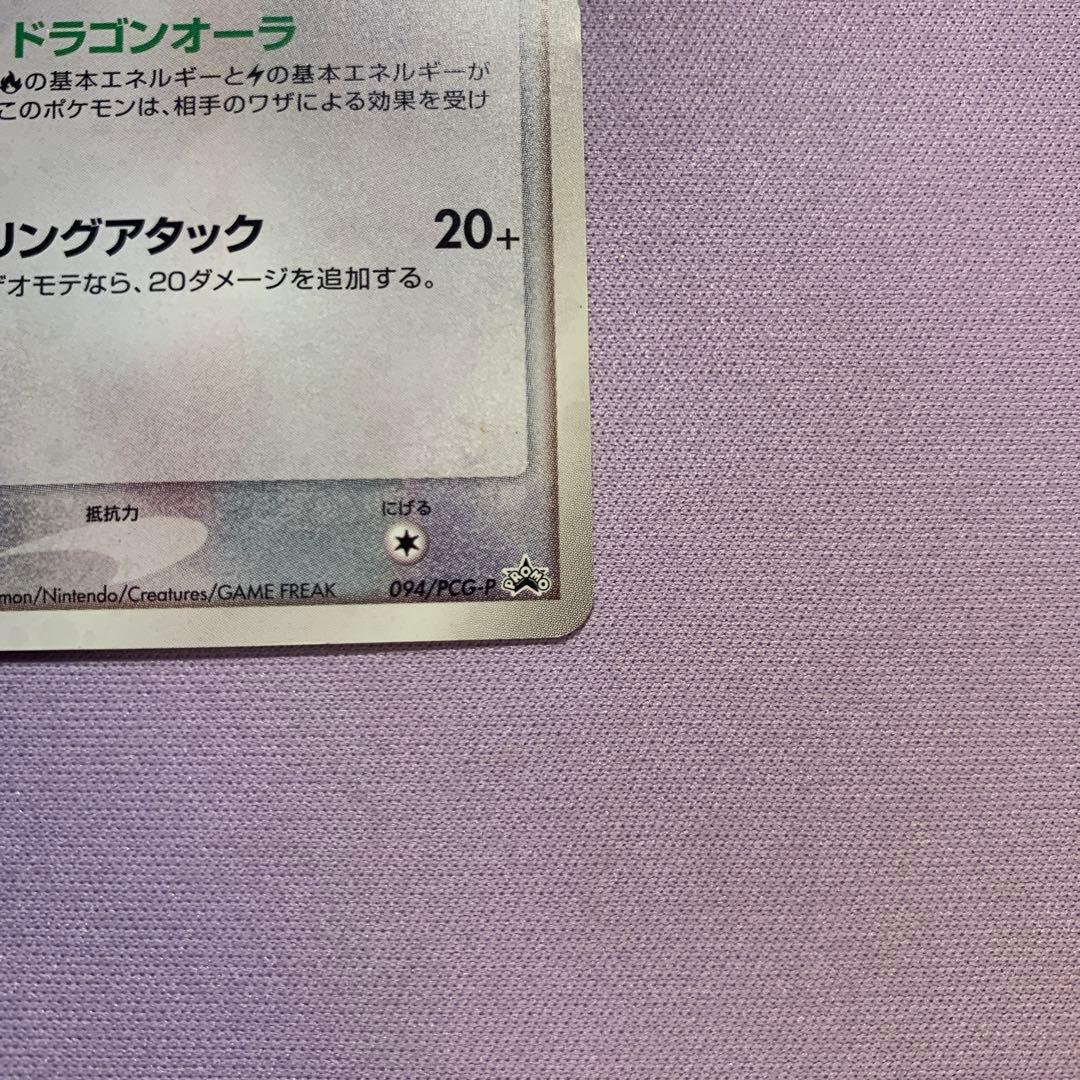 ドラゴンオーラ
の基本エネルギーとの基本エネルギーが
このポケモンは、相手のワザによる効果を受け
リングアタック 20+
オモテなら、20ダメージを追加する。
抵抗力 にげる
mon/Nintendo/Creatures/GAME FREAK 094/PCG-P PROMO